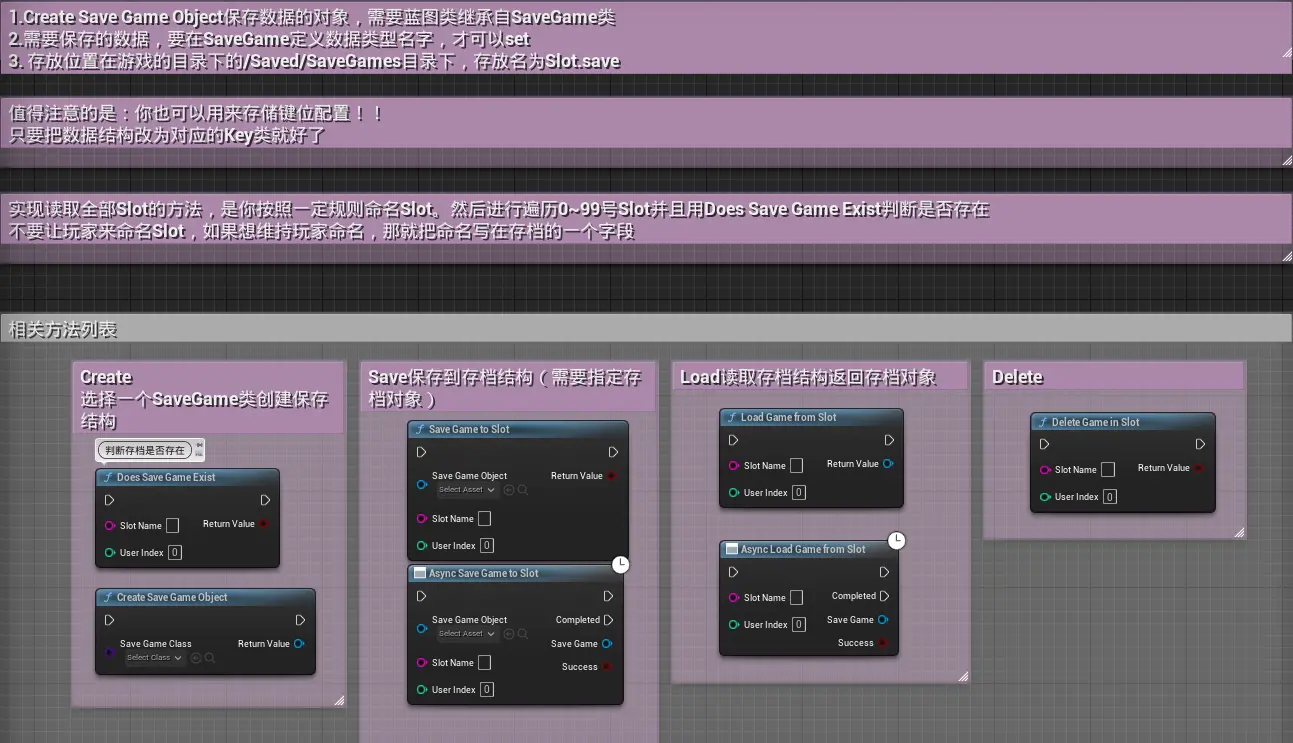 1.Create Save Game Object保存数据的对象，需要蓝图类继承自SaveGame类
2.需要保存的数据，要在SaveGame定义数据类型名字，才可以set
3. 存放位置在游戏的目录下的/Saved/SaveGames目录下，存放名为Slot.save
值得注意的是：你也可以用来存储键位配置！！
只要把数据结构改为对应的Key类就好了
实现读取全部Slot的方法，是你按照一定规则命名Slot。然后进行遍历0~99号Slot并且用Does Save Game Exist判断是否存在
不要让玩家来命名Slot，如果想维持玩家命名，那就把命名写在存档的一个字段
相关方法列表
Create
选择一个SaveGame类创建保存
结构
判断存档是否存在
Does Save Game Exist
Slot Name
Return Value
User Index 0
Create Save Game Object
Save Game Class
Return Value
Select Class
Save保存到存档结构（需要指定存
档对象）
Save Game to Slot
Save Game Object
Return Value
Select Asset
Slot Name
User Index 0
Async Save Game to Slot
Save Game Object
Completed
Select Asset
Save Game
Slot Name
Success
User Index 0
Load读取存档结构返回存档对象
Load Game from Slot
Slot Name
Return Value
User Index 0
Async Load Game from Slot
Slot Name
Completed
User Index 0
Save Game
Success
Delete
Delete Game in Slot
Slot Name
Return Value
User Index 0